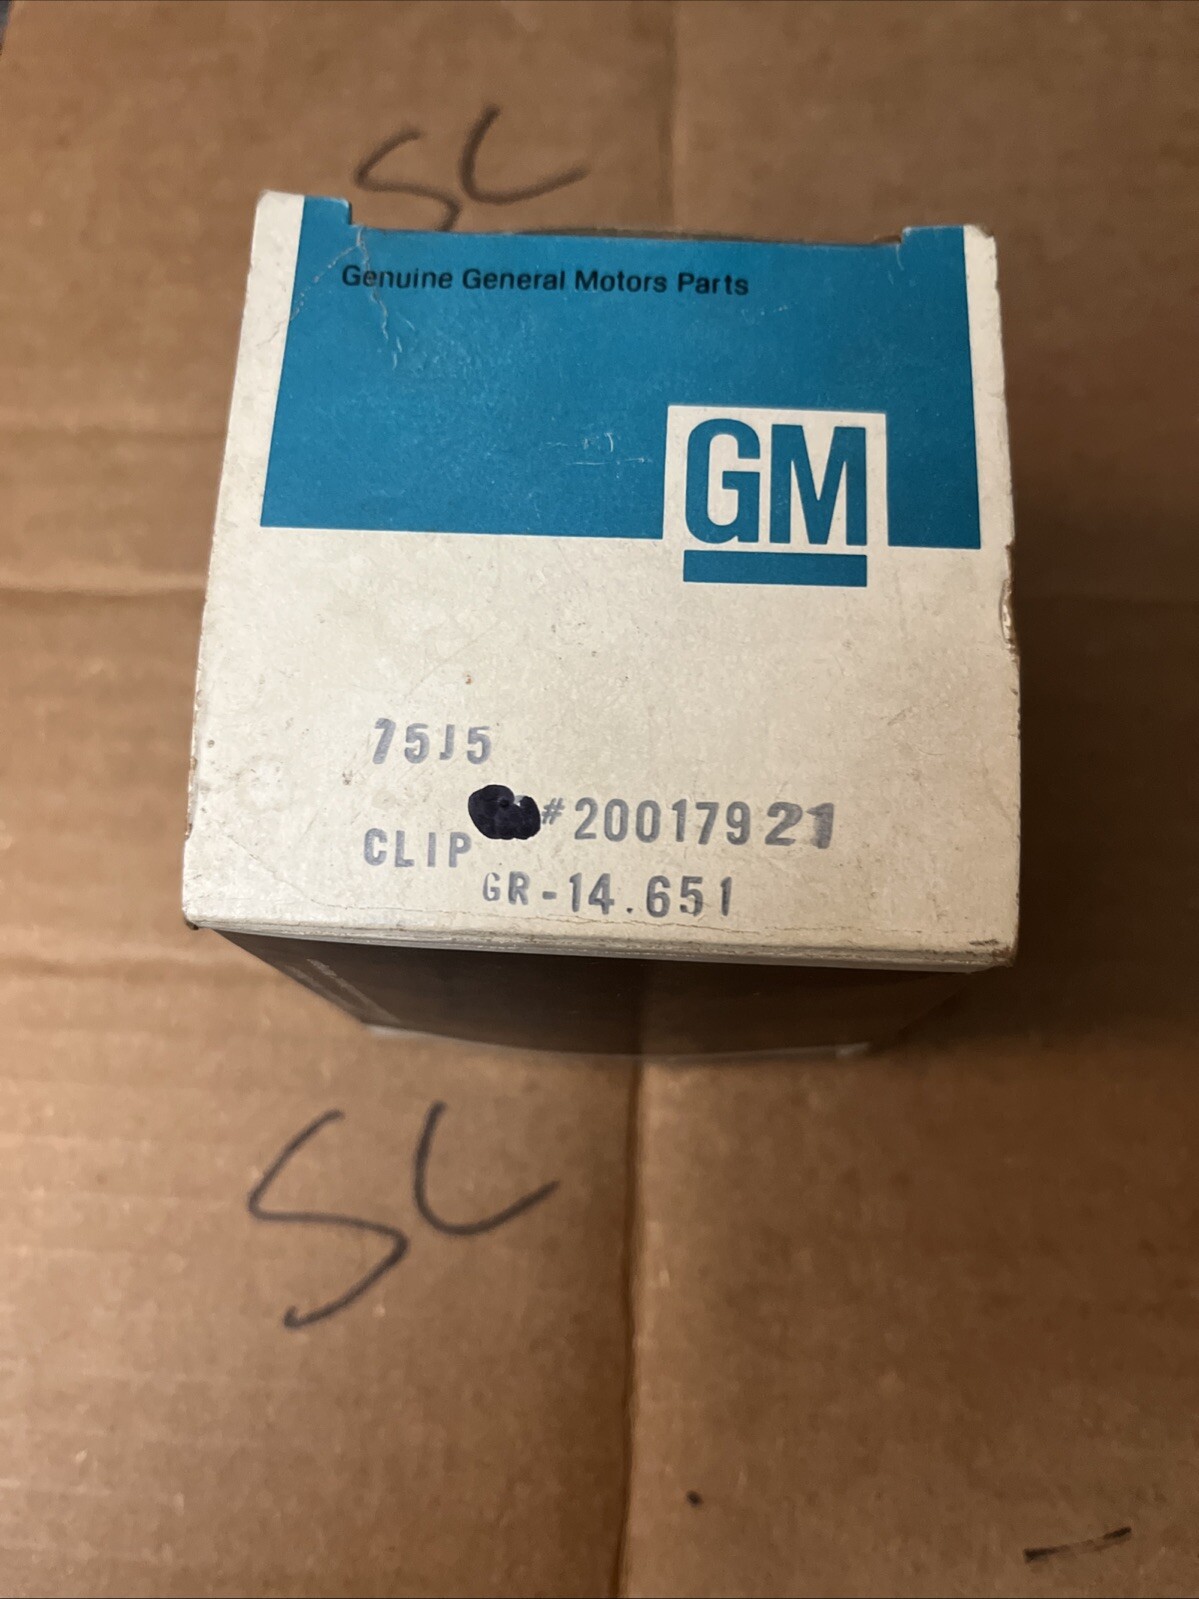 SC
Genuine General Motors Parts
GM
75J5
#20017921
CLIP
GR-14.651
SC